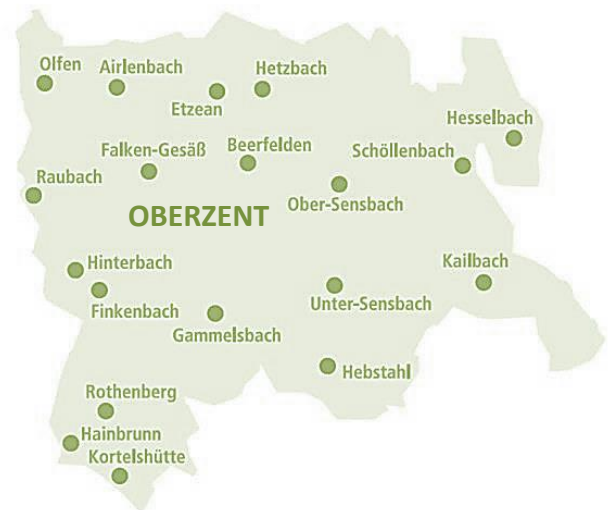 Olfen
Airlenbach
Hetzbach
Etzean
Hesselbach
Falken-Gesäß
Beerfelden
Schöllenbach
Raubach
Ober-Sensbach
OBERZENT
Hinterbach
Kailbach
Finkenbach
Unter-Sensbach
Gammelsbach
Hebstahl
Rothenberg
Hainbrunn
Kortelshütte